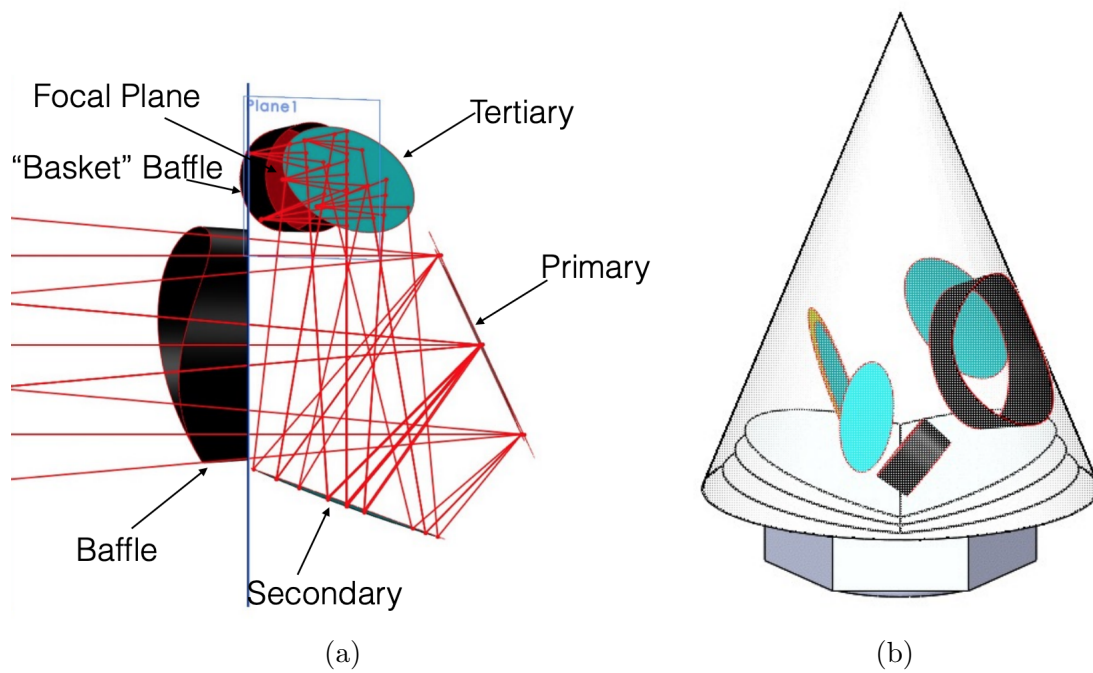 Focal Plane
Plane1
Tertiary
“Basket” Baffle
Primary
Baffle
Secondary
(a)
(b)